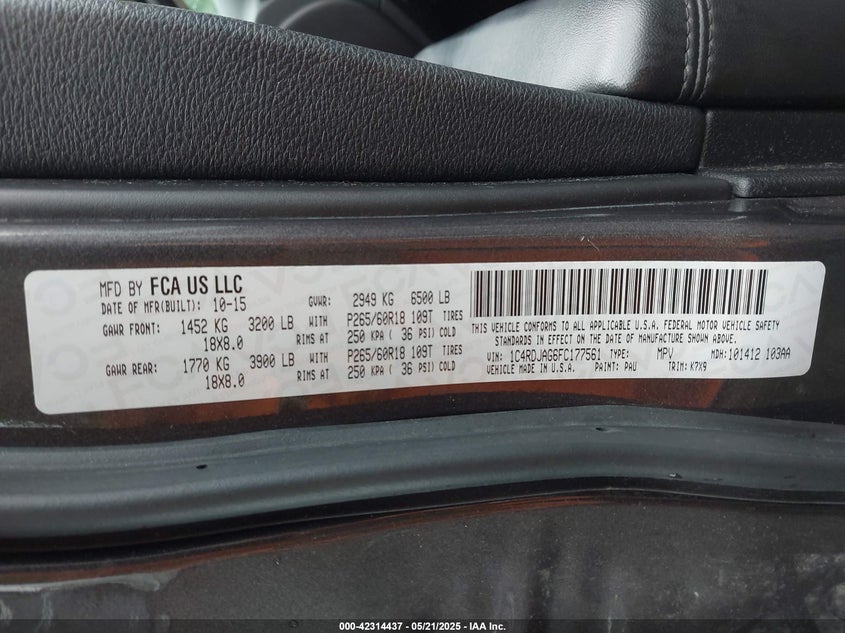 MFD BY FCA US LLC
DATE OF MFR(BUILT): 10-15 GVWR: 2949 KG 6500 LB
GAWR FRONT: 1452 KG 3200 LB WITH P265/60R18 109T TIRES
18X8.0 RIMS AT 250 KPA ( 36 PSI) COLD
GAWR REAR: 1770 KG 3900 LB WITH P265/60R18 109T TIRES
18X8.0 RIMS AT 250 KPA ( 36 PSI) COLD
THIS VEHICLE CONFORMS TO ALL APPLICABLE U.S.A. FEDERAL MOTOR VEHICLE SAFETY
STANDARDS IN EFFECT ON THE DATE OF MANUFACTURE SHOWN ABOVE.
VIN: 1C4RDJAG6FC177561 TYPE: MPV MDH: 101412 103AA
VEHICLE MADE IN U.S.A. PAINT: PAU TRIM: K7X9
000-42314437 - 05/21/2025 - IAA Inc.